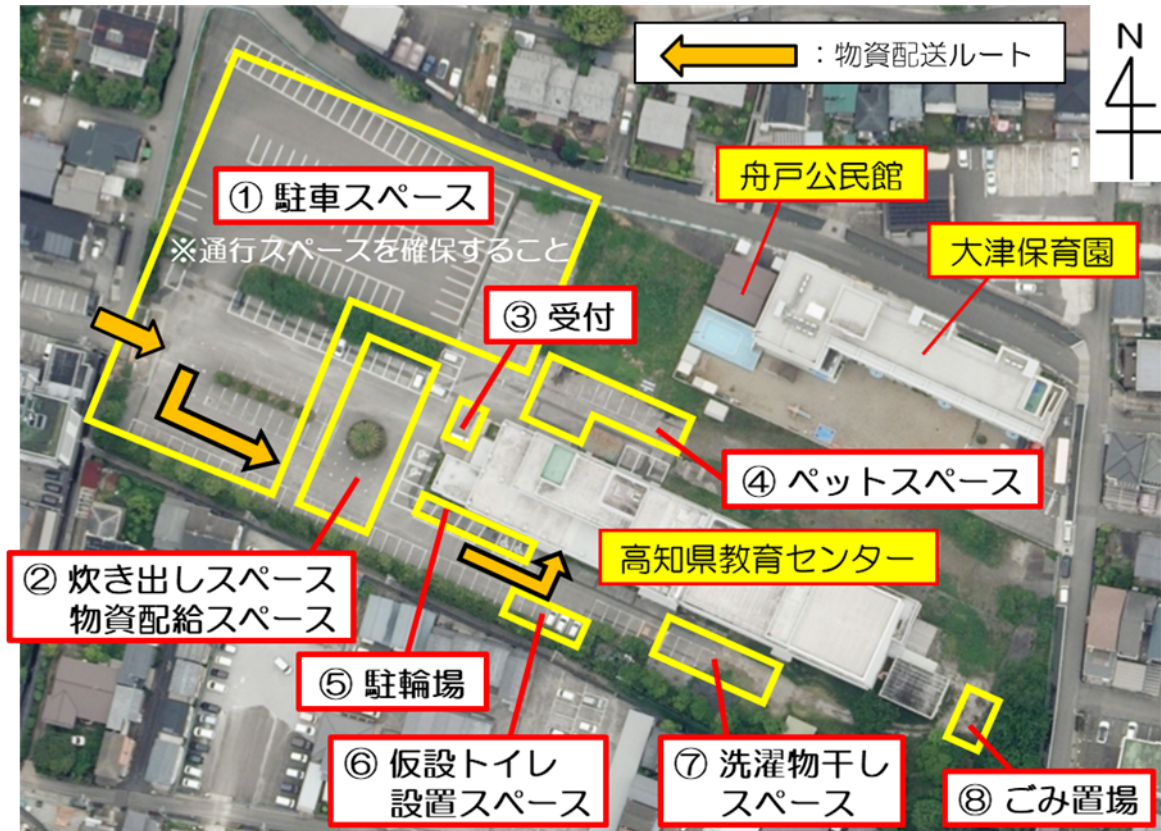 ：物資配送ルート
N
① 駐車スペース
※通行スペースを確保すること
舟戸公民館
大津保育園
③ 受付
④ ペットスペース
高知県教育センター
② 炊き出しスペース
物資配給スペース
⑤ 駐輪場
⑥ 仮設トイレ
設置スペース
⑦ 洗濯物干し
スペース
⑧ ごみ置場